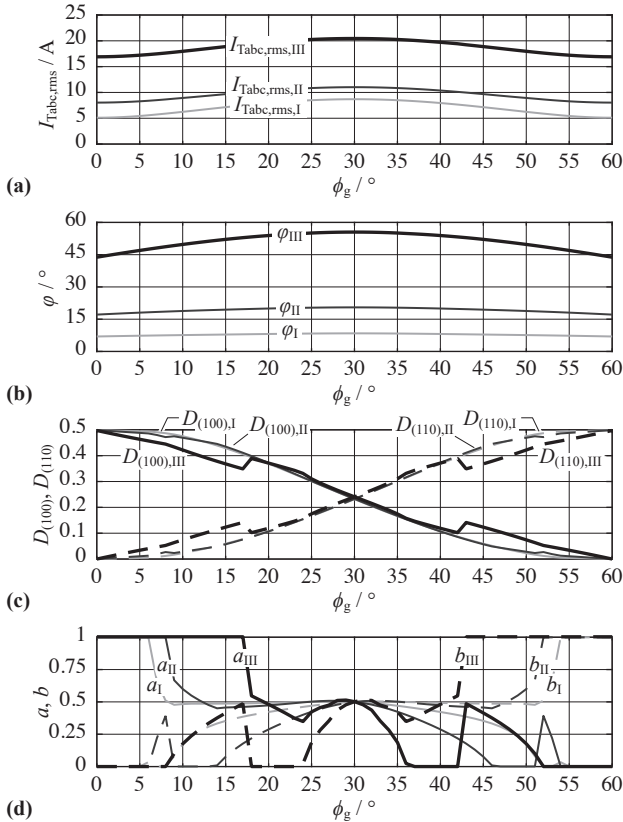 I_Tabc,rms / A
25
20
15
10
5
0
I_Tabc,rms,III
I_Tabc,rms,II
I_Tabc,rms,I
0 5 10 15 20 25 30 35 40 45 50 55 60
(a)
ϕ_g / °
φ / °
60
45
30
15
0
φ_III
φ_II
φ_I
0 5 10 15 20 25 30 35 40 45 50 55 60
(b)
ϕ_g / °
D_(100), D_(110)
0.5
0.4
0.3
0.2
0.1
0
D_(100),I
D_(100),II
D_(100),III
D_(110),II
D_(110),I
D_(110),III
0 5 10 15 20 25 30 35 40 45 50 55 60
(c)
ϕ_g / °
a, b
1
0.75
0.5
0.25
0
a_II
a_I
a_III
b_III
b_II
b_I
0 5 10 15 20 25 30 35 40 45 50 55 60
(d)
ϕ_g / °